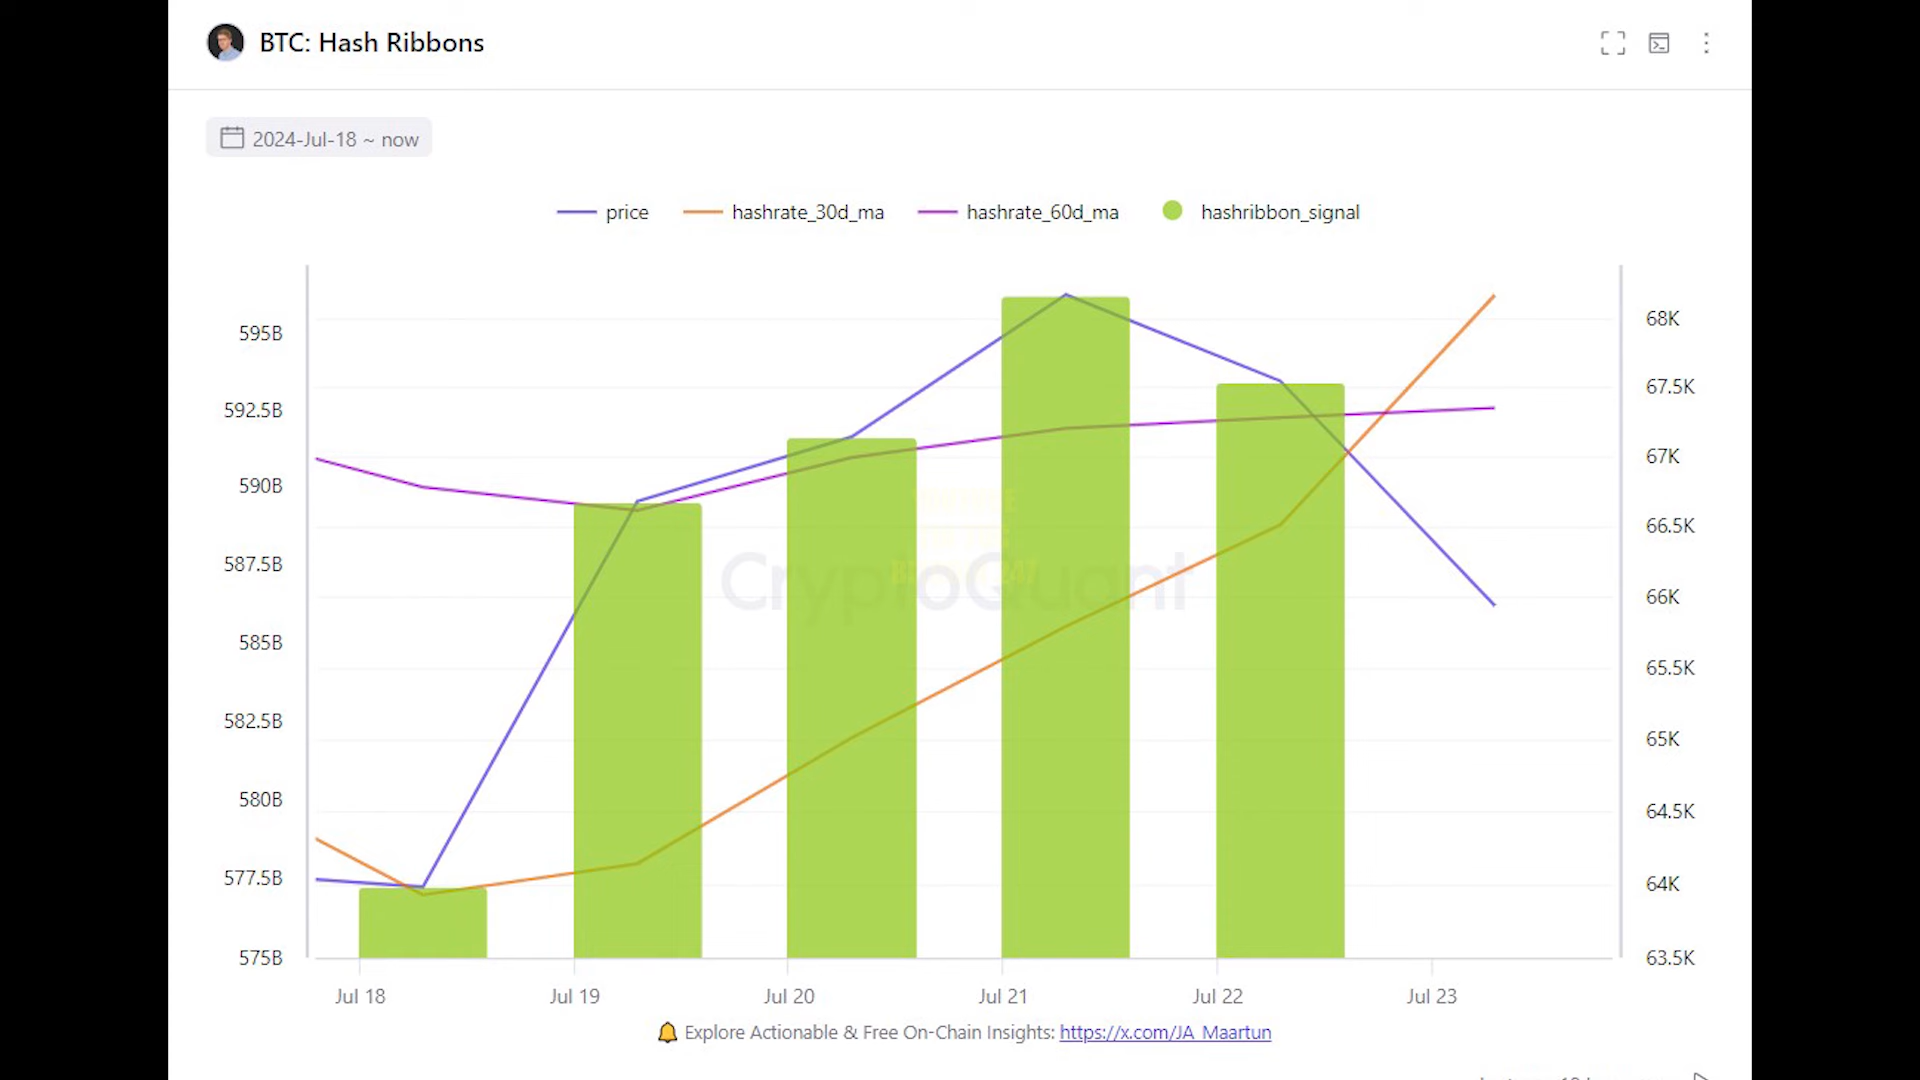 BTC: Hash Ribbons
2024-Jul-18 ~ now
price hashrate_30d_ma hashrate_60d_ma hashribbon_signal
595B 68K
592.5B 67.5K
590B 67K
587.5B 66.5K
585B 66K
582.5B 65.5K
580B 65K
577.5B 64.5K
575B 64K
63.5K
CryptoQuant
Jul 18 Jul 19 Jul 20 Jul 21 Jul 22 Jul 23
Explore Actionable & Free On-Chain Insights: https://x.com/JA_Maartun